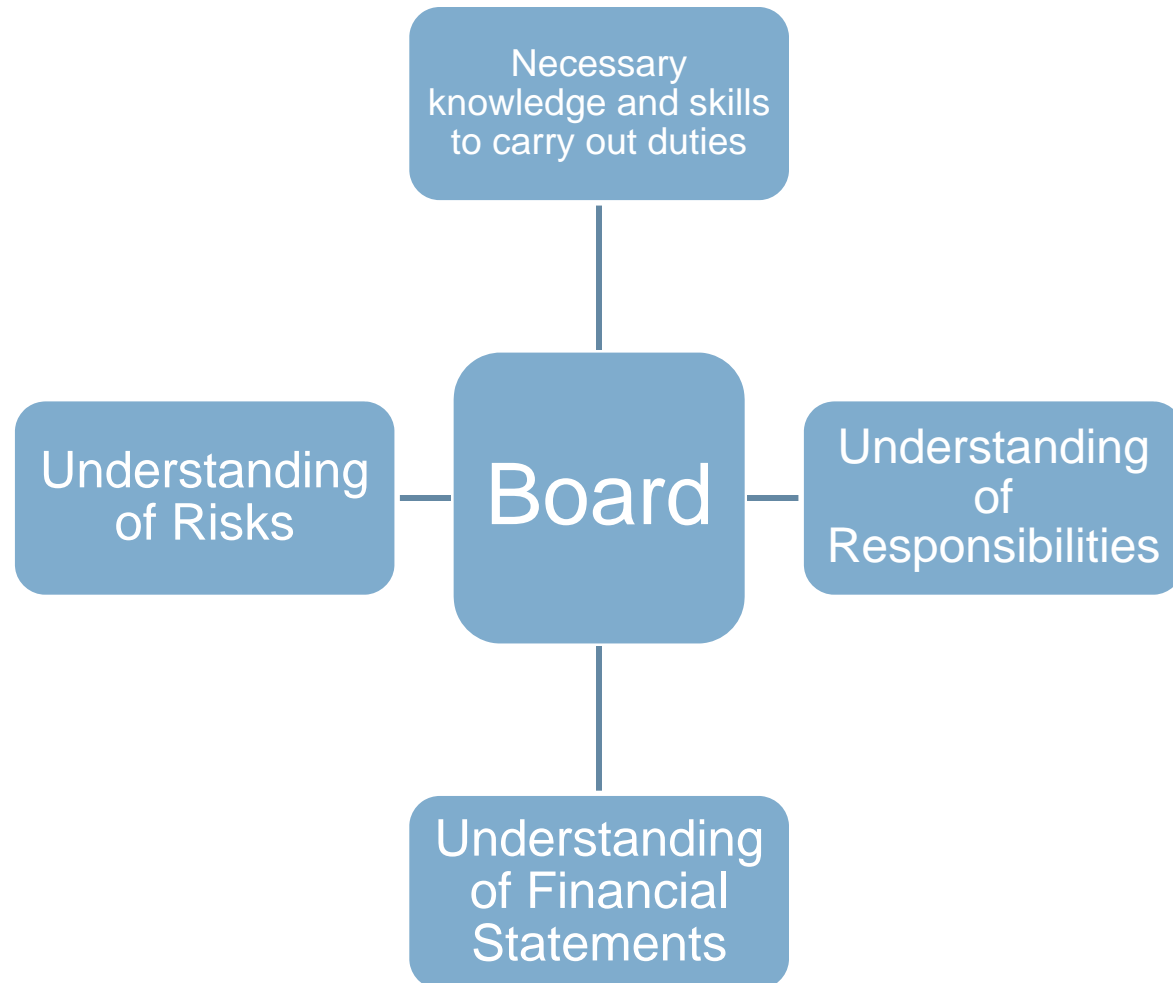 Necessary
knowledge and skills
to carry out duties
Understanding
of Risks
Board
Understanding
of
Responsibilities
Understanding
of Financial
Statements